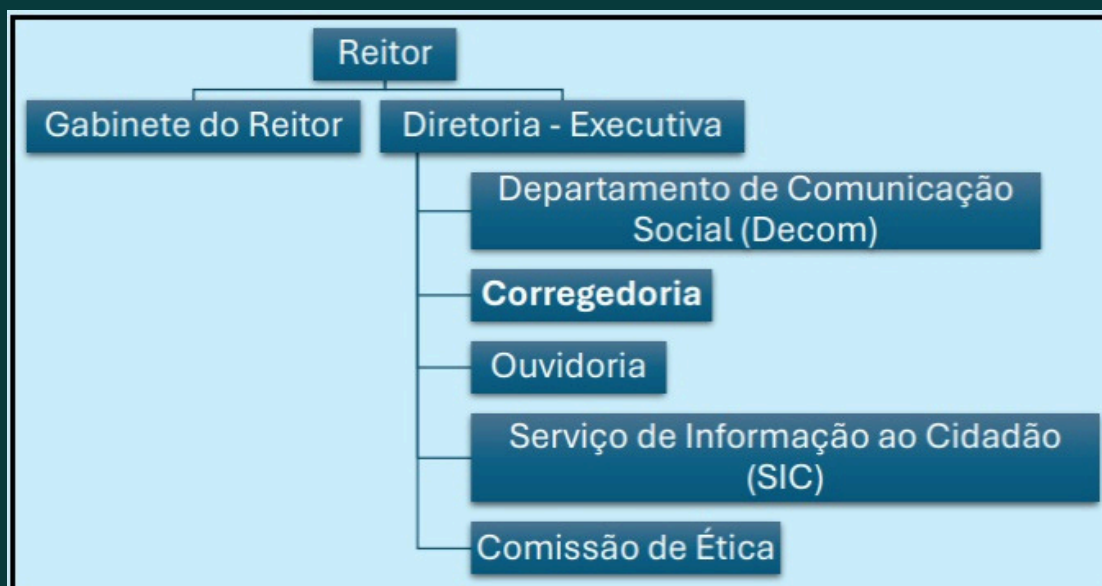 Reitor
Gabinete do Reitor
Diretoria - Executiva
Departamento de Comunicação
Social (Decom)
Corregedoria
Ouvidoria
Serviço de Informação ao Cidadão
(SIC)
Comissão de Ética